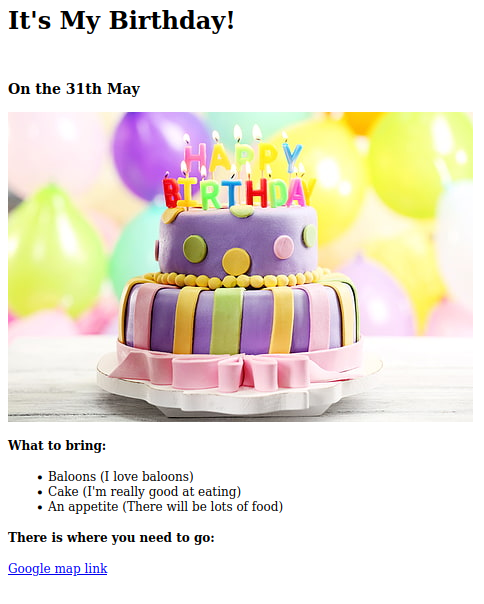 It's My Birthday!
On the 31th May
HAPPY
BIRTHDAY
What to bring:
Baloons (I love baloons)
Cake (I'm really good at eating)
An appetite (There will be lots of food)
There is where you need to go:
Google map link